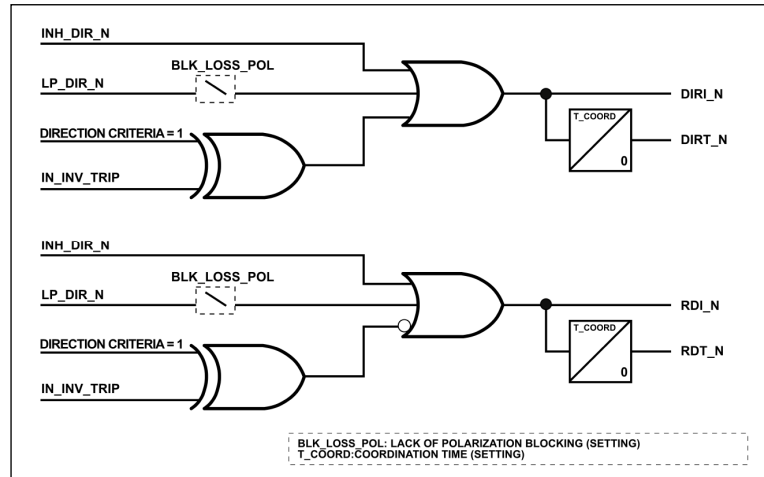 INH_DIR_N
BLK_LOSS_POL
LP_DIR_N
DIRI_N
T_COORD
DIRECTION CRITERIA = 1
DIRT_N
0
IN_INV_TRIP
INH_DIR_N
BLK_LOSS_POL
LP_DIR_N
RDI_N
T_COORD
DIRECTION CRITERIA = 1
RDT_N
0
IN_INV_TRIP
BLK_LOSS_POL: LACK OF POLARIZATION BLOCKING (SETTING)
T_COORD:COORDINATION TIME (SETTING)